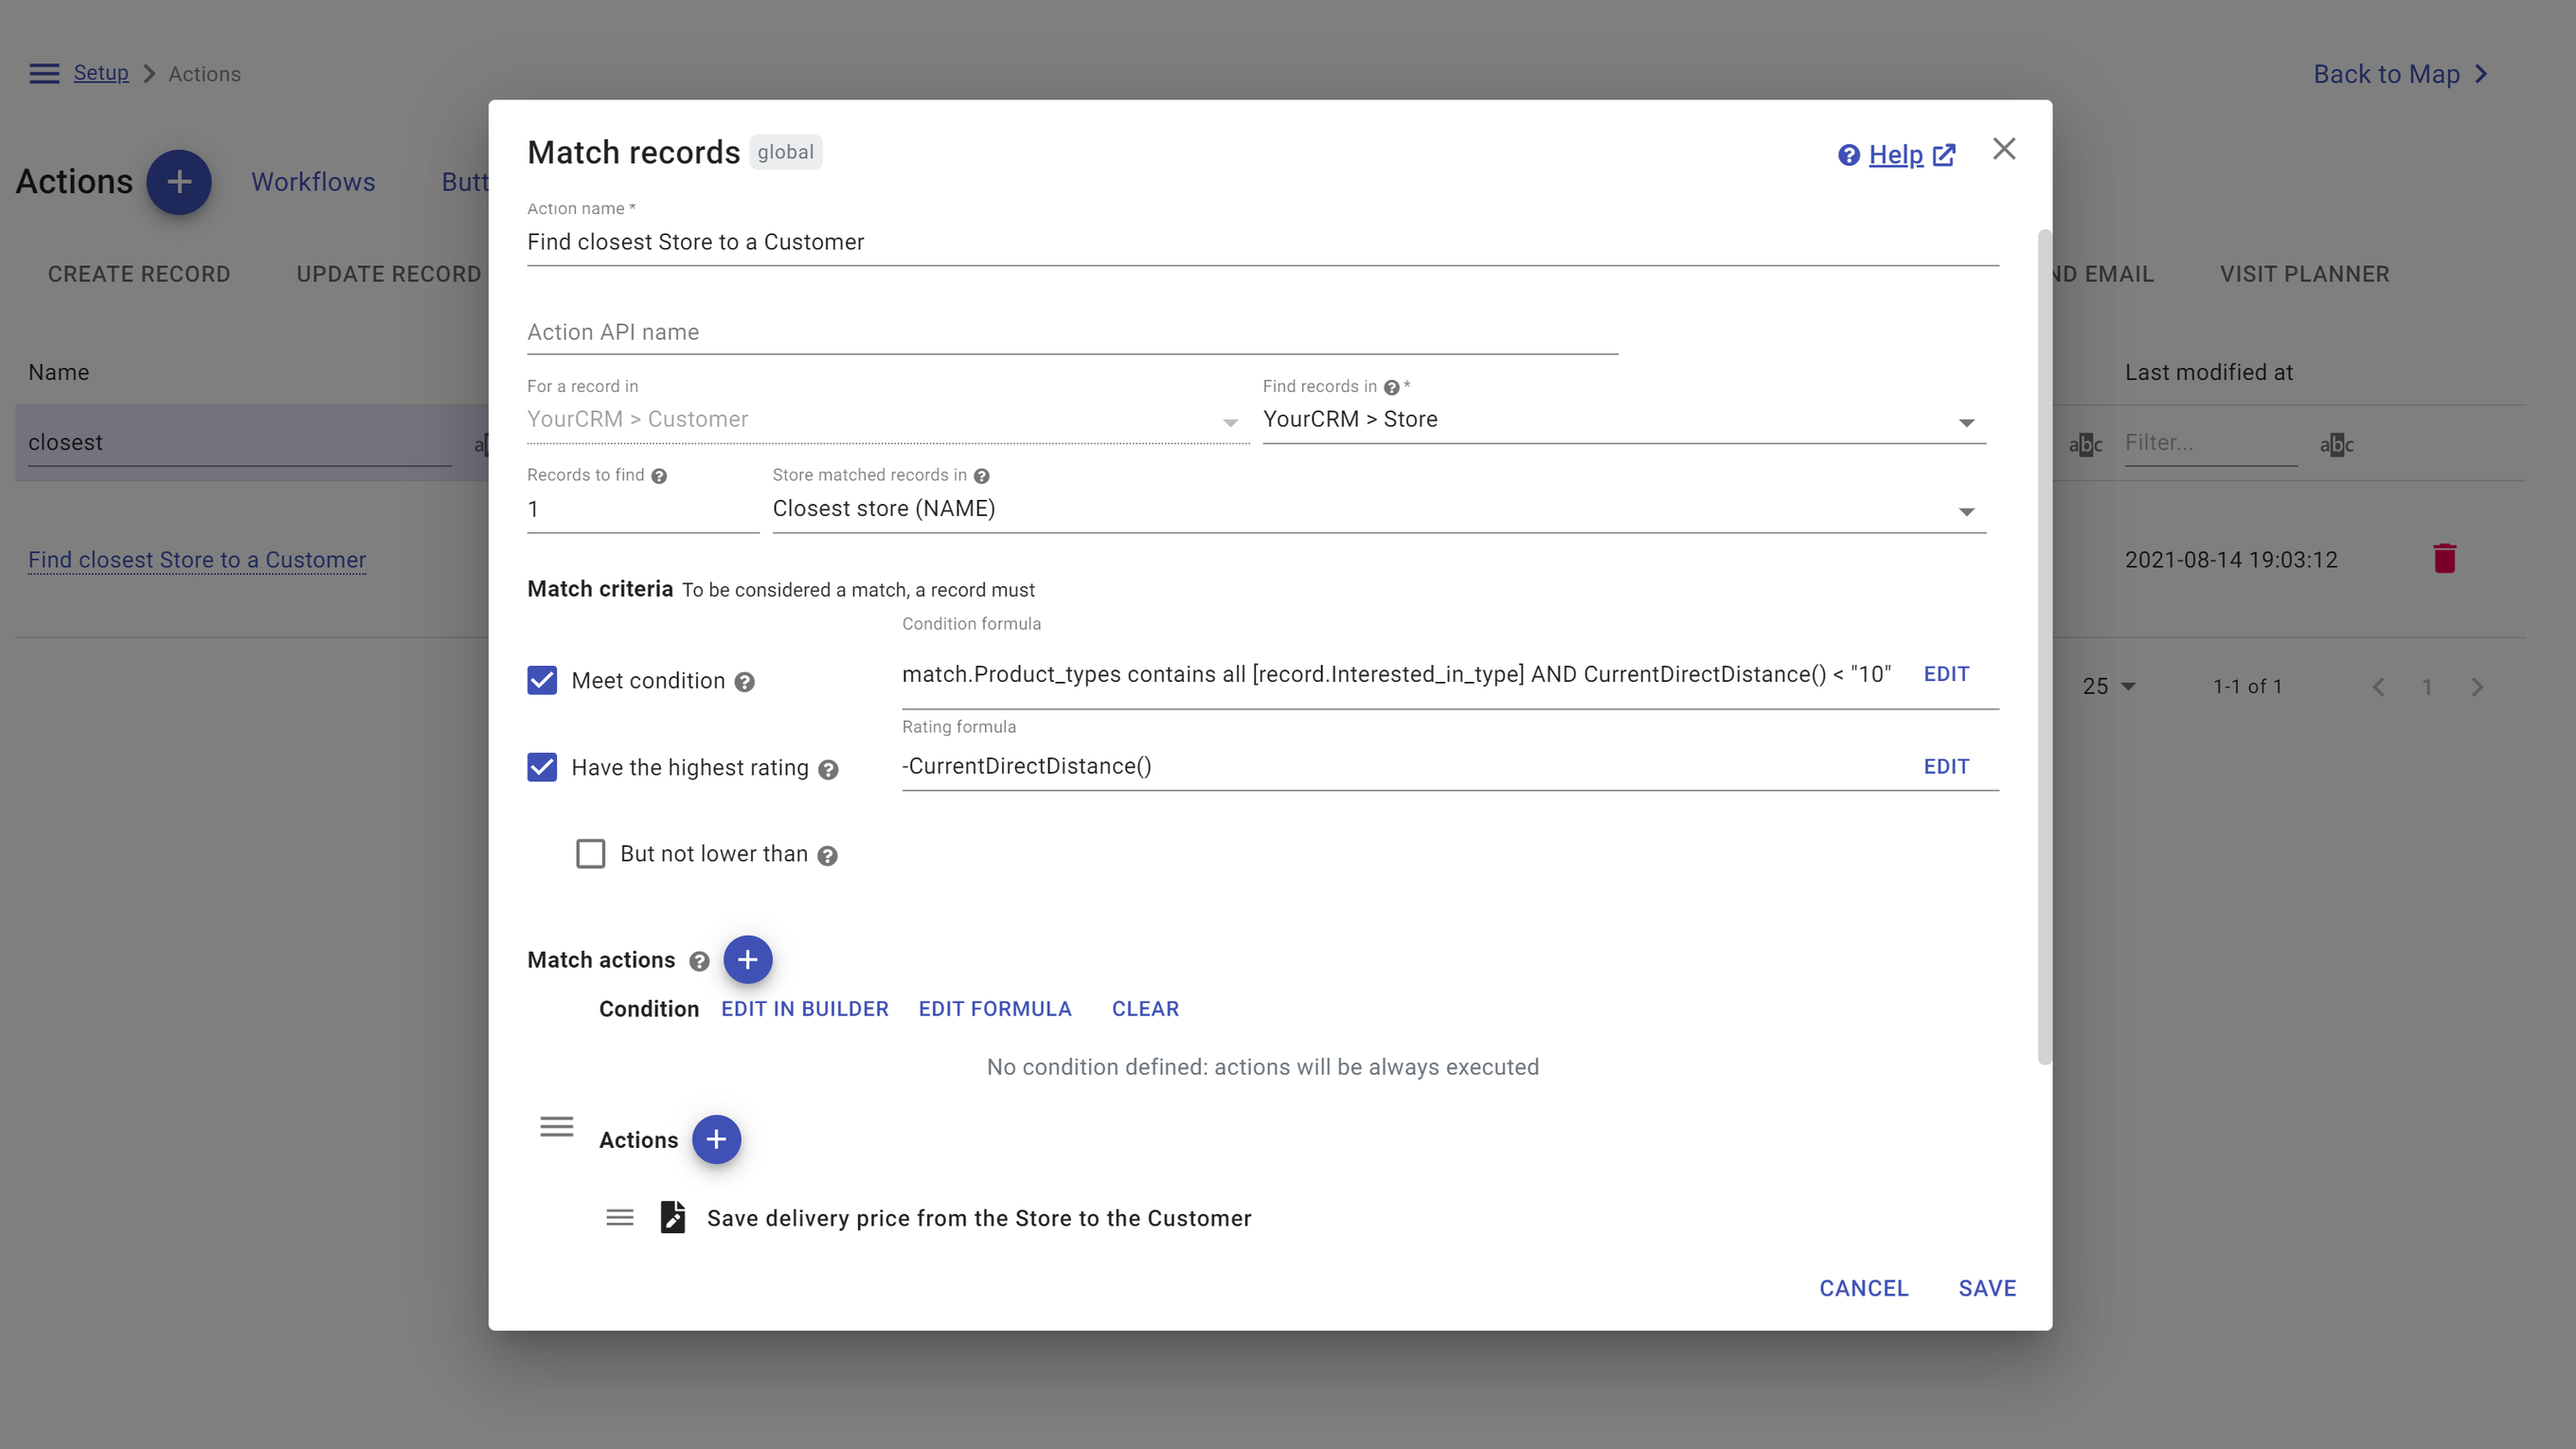 Setup > Actions
Back to Map >
Actions + Workflows Butt
CREATE RECORD UPDATE RECORD ND EMAIL VISIT PLANNER
Name Last modified at
closest a abc Filter... abc
Find closest Store to a Customer 2021-08-14 19:03:12
25 1-1 of 1 < 1 >
Match records global
Help
Action name *
Find closest Store to a Customer
Action API name
For a record in Find records in *
YourCRM > Customer YourCRM > Store
Records to find Store matched records in
1 Closest store (NAME)
Match criteria To be considered a match, a record must
Condition formula
Meet condition match.Product_types contains all [record.Interested_in_type] AND CurrentDirectDistance() < "10" EDIT
Rating formula
Have the highest rating -CurrentDirectDistance() EDIT
But not lower than
Match actions +
Condition EDIT IN BUILDER EDIT FORMULA CLEAR
No condition defined: actions will be always executed
Actions +
Save delivery price from the Store to the Customer
CANCEL SAVE